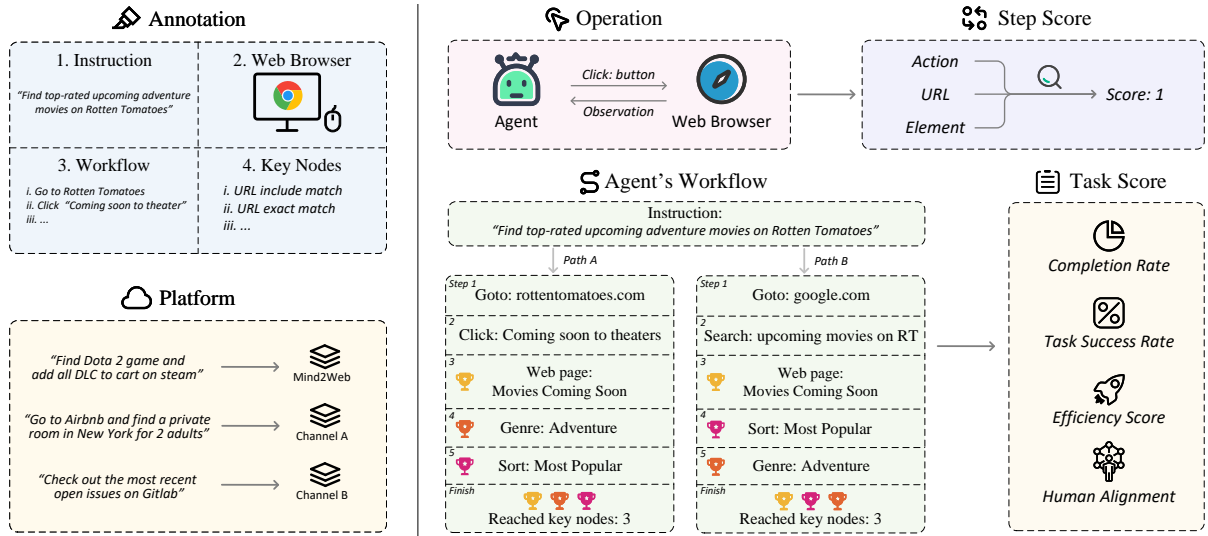 Annotation
1. Instruction
“Find top-rated upcoming adventure
movies on Rotten Tomatoes”
2. Web Browser
3. Workflow
i. Go to Rotten Tomatoes
ii. Click “Coming soon to theater”
iii. ...
4. Key Nodes
i. URL include match
ii. URL exact match
iii. ...
Platform
“Find Dota 2 game and
add all DLC to cart on steam”
Mind2Web
“Go to Airbnb and find a private
room in New York for 2 adults”
Channel A
“Check out the most recent
open issues on Gitlab”
Channel B
Operation
Agent
Click: button
Observation
Web Browser
Step Score
Action
URL
Element
Score: 1
Agent’s Workflow
Instruction:
“Find top-rated upcoming adventure movies on Rotten Tomatoes”
Path A
Step 1
Goto: rottentomatoes.com
2
Click: Coming soon to theaters
3
Web page:
Movies Coming Soon
4
Genre: Adventure
5
Sort: Most Popular
Finish
Reached key nodes: 3
Path B
Step 1
Goto: google.com
2
Search: upcoming movies on RT
3
Web page:
Movies Coming Soon
4
Sort: Most Popular
5
Genre: Adventure
Finish
Reached key nodes: 3
Task Score
Completion Rate
Task Success Rate
Efficiency Score
Human Alignment